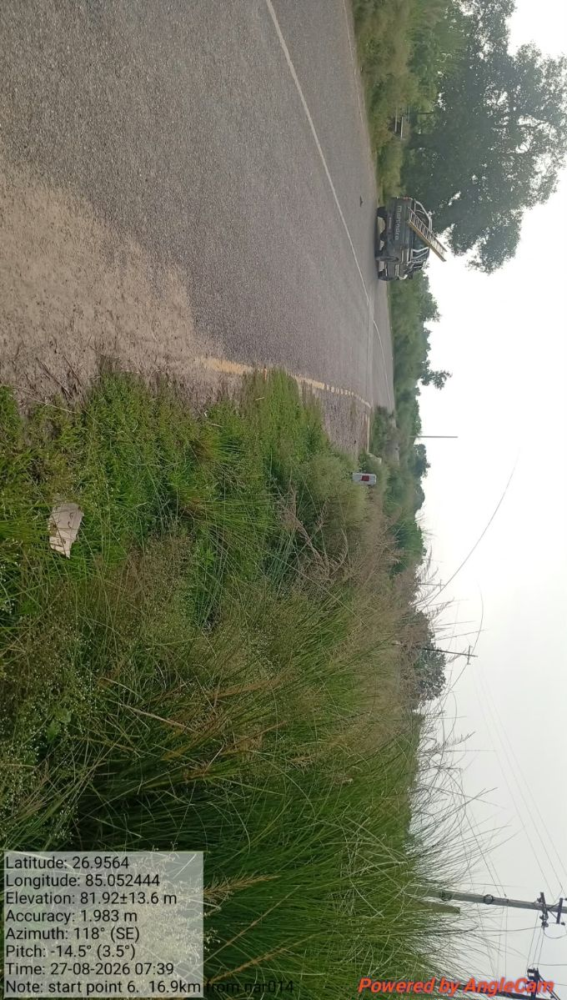 Mahindra
Latitude: 26.9564
Longitude: 85.052444
Elevation: 81.92±13.6 m
Accuracy: 1.983 m
Azimuth: 118° (SE)
Pitch: -14.5° (3.5°)
Time: 27-08-2026 07:39
Note: start point 6. 16.9km from nar014
Powered by AngleCam